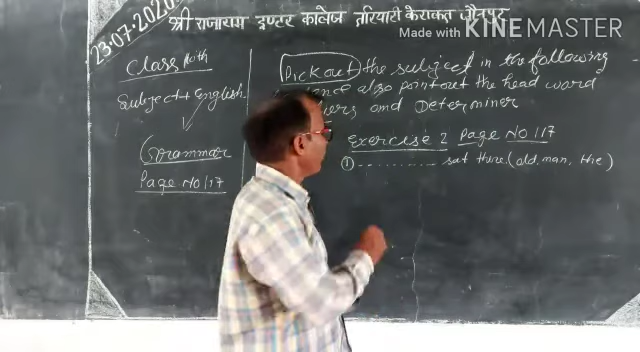 Made with KINEMASTER
23.07.2020
श्री राजाराम इण्टर कालेज तरियारी केराकत जौनपुर
Class
Subject English
Grammar
Page No 117
Pick out the subject in the following
also point out the head word
and Determiner
Exercise 2 Page No 117
① ............ sat there. (old, man, the)